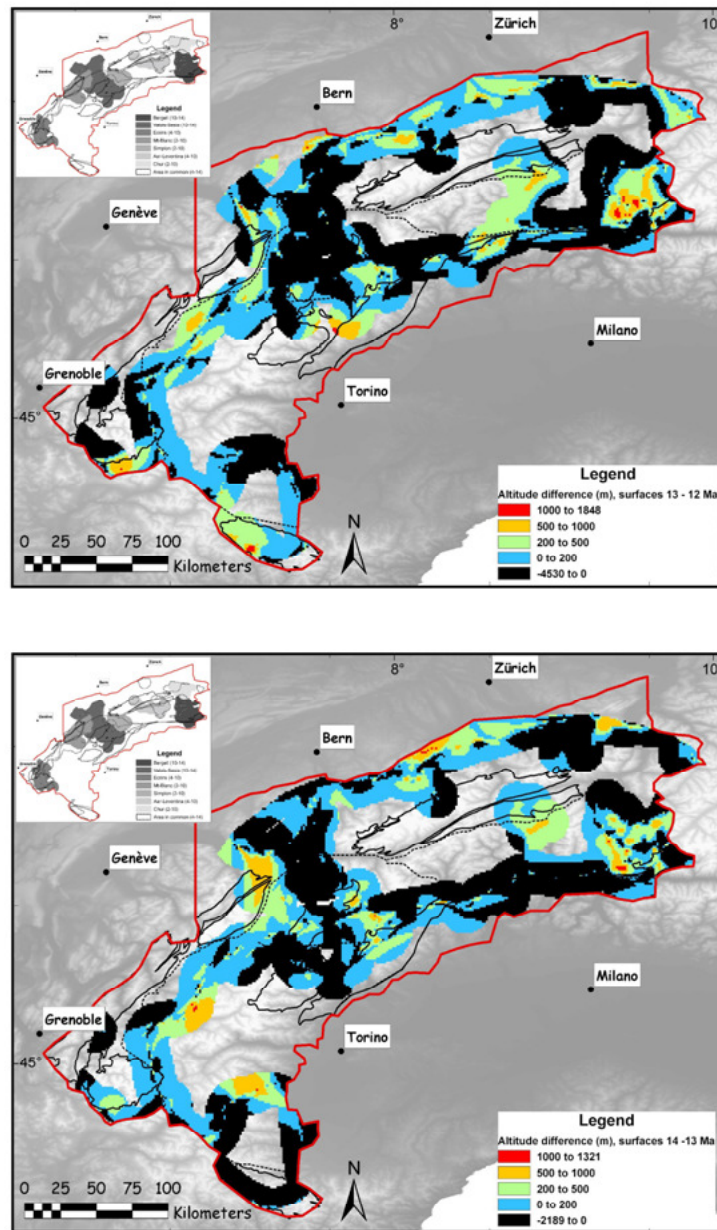 8°
10
Zürich
Bern
Genève
Milano
Grenoble
Torino
45°
Legend
Legend
Altitude difference (m), surfaces 13 - 12 Ma
1000 to 1848
500 to 1000
200 to 500
0 to 200
-4530 to 0
N
0 25 50 75 100
Kilometers
8°
10
Zürich
Bern
Genève
Milano
Grenoble
Torino
45°
Legend
Legend
Altitude difference (m), surfaces 14 -13 Ma
1000 to 1321
500 to 1000
200 to 500
0 to 200
-2189 to 0
N
0 25 50 75 100
Kilometers